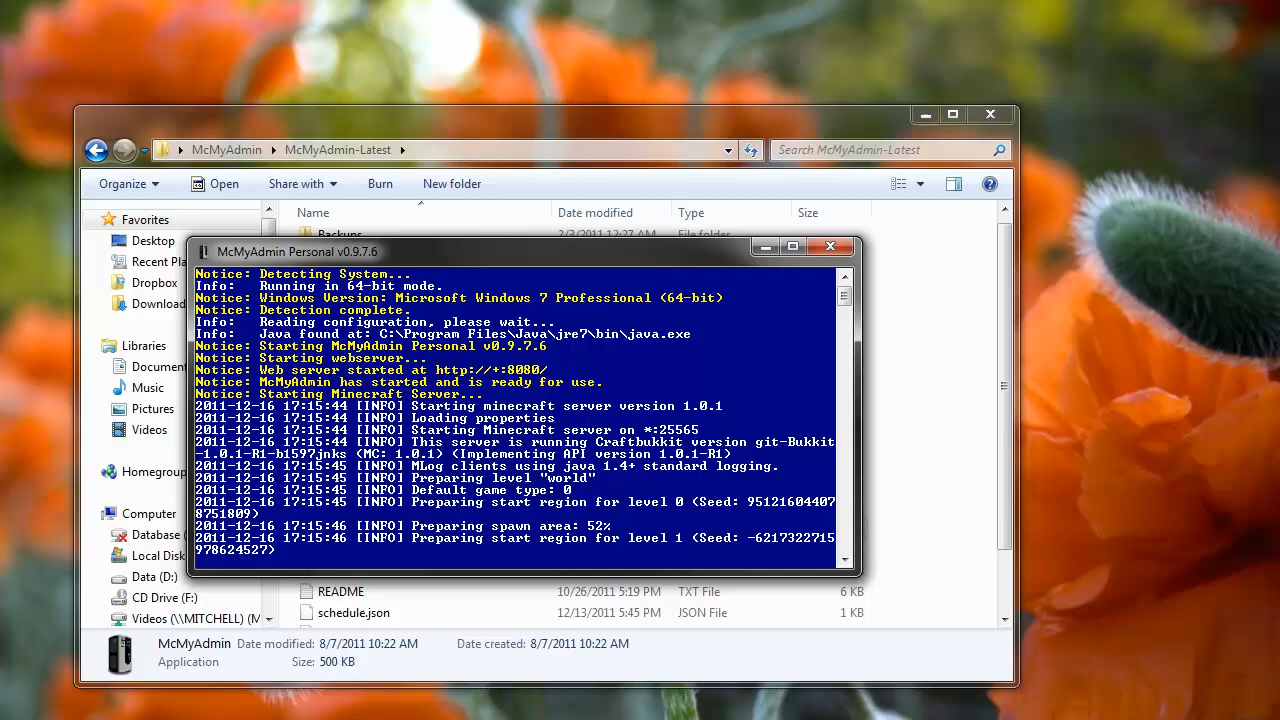 McMyAdmin McMyAdmin-Latest
Search McMyAdmin-Latest
Organize Open Share with Burn New folder
Name Date modified Type Size
Favorites
Desktop
Recent Pla
Dropbox
Download
Libraries
Document
Music
Pictures
Videos
Homegroup
Computer
Database
Local Disk
Data (D:)
CD Drive (F:)
Videos (\\MITCHELL) (M
Backups 2/3/2011 12:27 AM File folder
McMyAdmin Personal v0.9.7.6
Notice: Detecting System...
Info: Running in 64-bit mode.
Notice: Windows Version: Microsoft Windows 7 Professional (64-bit)
Notice: Detection complete.
Info: Reading configuration, please wait...
Info: Java found at: C:\Program Files\Java\jre7\bin\java.exe
Notice: Starting McMyAdmin Personal v0.9.7.6
Notice: Starting webserver...
Notice: Web server started at http://+:8080/
Notice: McMyAdmin has started and is ready for use.
Notice: Starting Minecraft Server...
2011-12-16 17:15:44 [INFO] Starting minecraft server version 1.0.1
2011-12-16 17:15:44 [INFO] Loading properties
2011-12-16 17:15:44 [INFO] Starting Minecraft server on *:25565
2011-12-16 17:15:44 [INFO] This server is running Craftbukkit version git-Bukkit
-1.0.1-R1-b1597jnks (MC: 1.0.1) (Implementing API version 1.0.1-R1)
2011-12-16 17:15:45 [INFO] MLog clients using java 1.4+ standard logging.
2011-12-16 17:15:45 [INFO] Preparing level "world"
2011-12-16 17:15:45 [INFO] Default game type: 0
2011-12-16 17:15:45 [INFO] Preparing start region for level 0 (Seed: 95121604407
8751809)
2011-12-16 17:15:46 [INFO] Preparing spawn area: 52%
2011-12-16 17:15:46 [INFO] Preparing start region for level 1 (Seed: -6217322715
978624527)
README 10/26/2011 5:19 PM TXT File 6 KB
schedule.json 12/13/2011 5:45 PM JSON File 1 KB
McMyAdmin Date modified: 8/7/2011 10:22 AM Date created: 8/7/2011 10:22 AM
Application Size: 500 KB